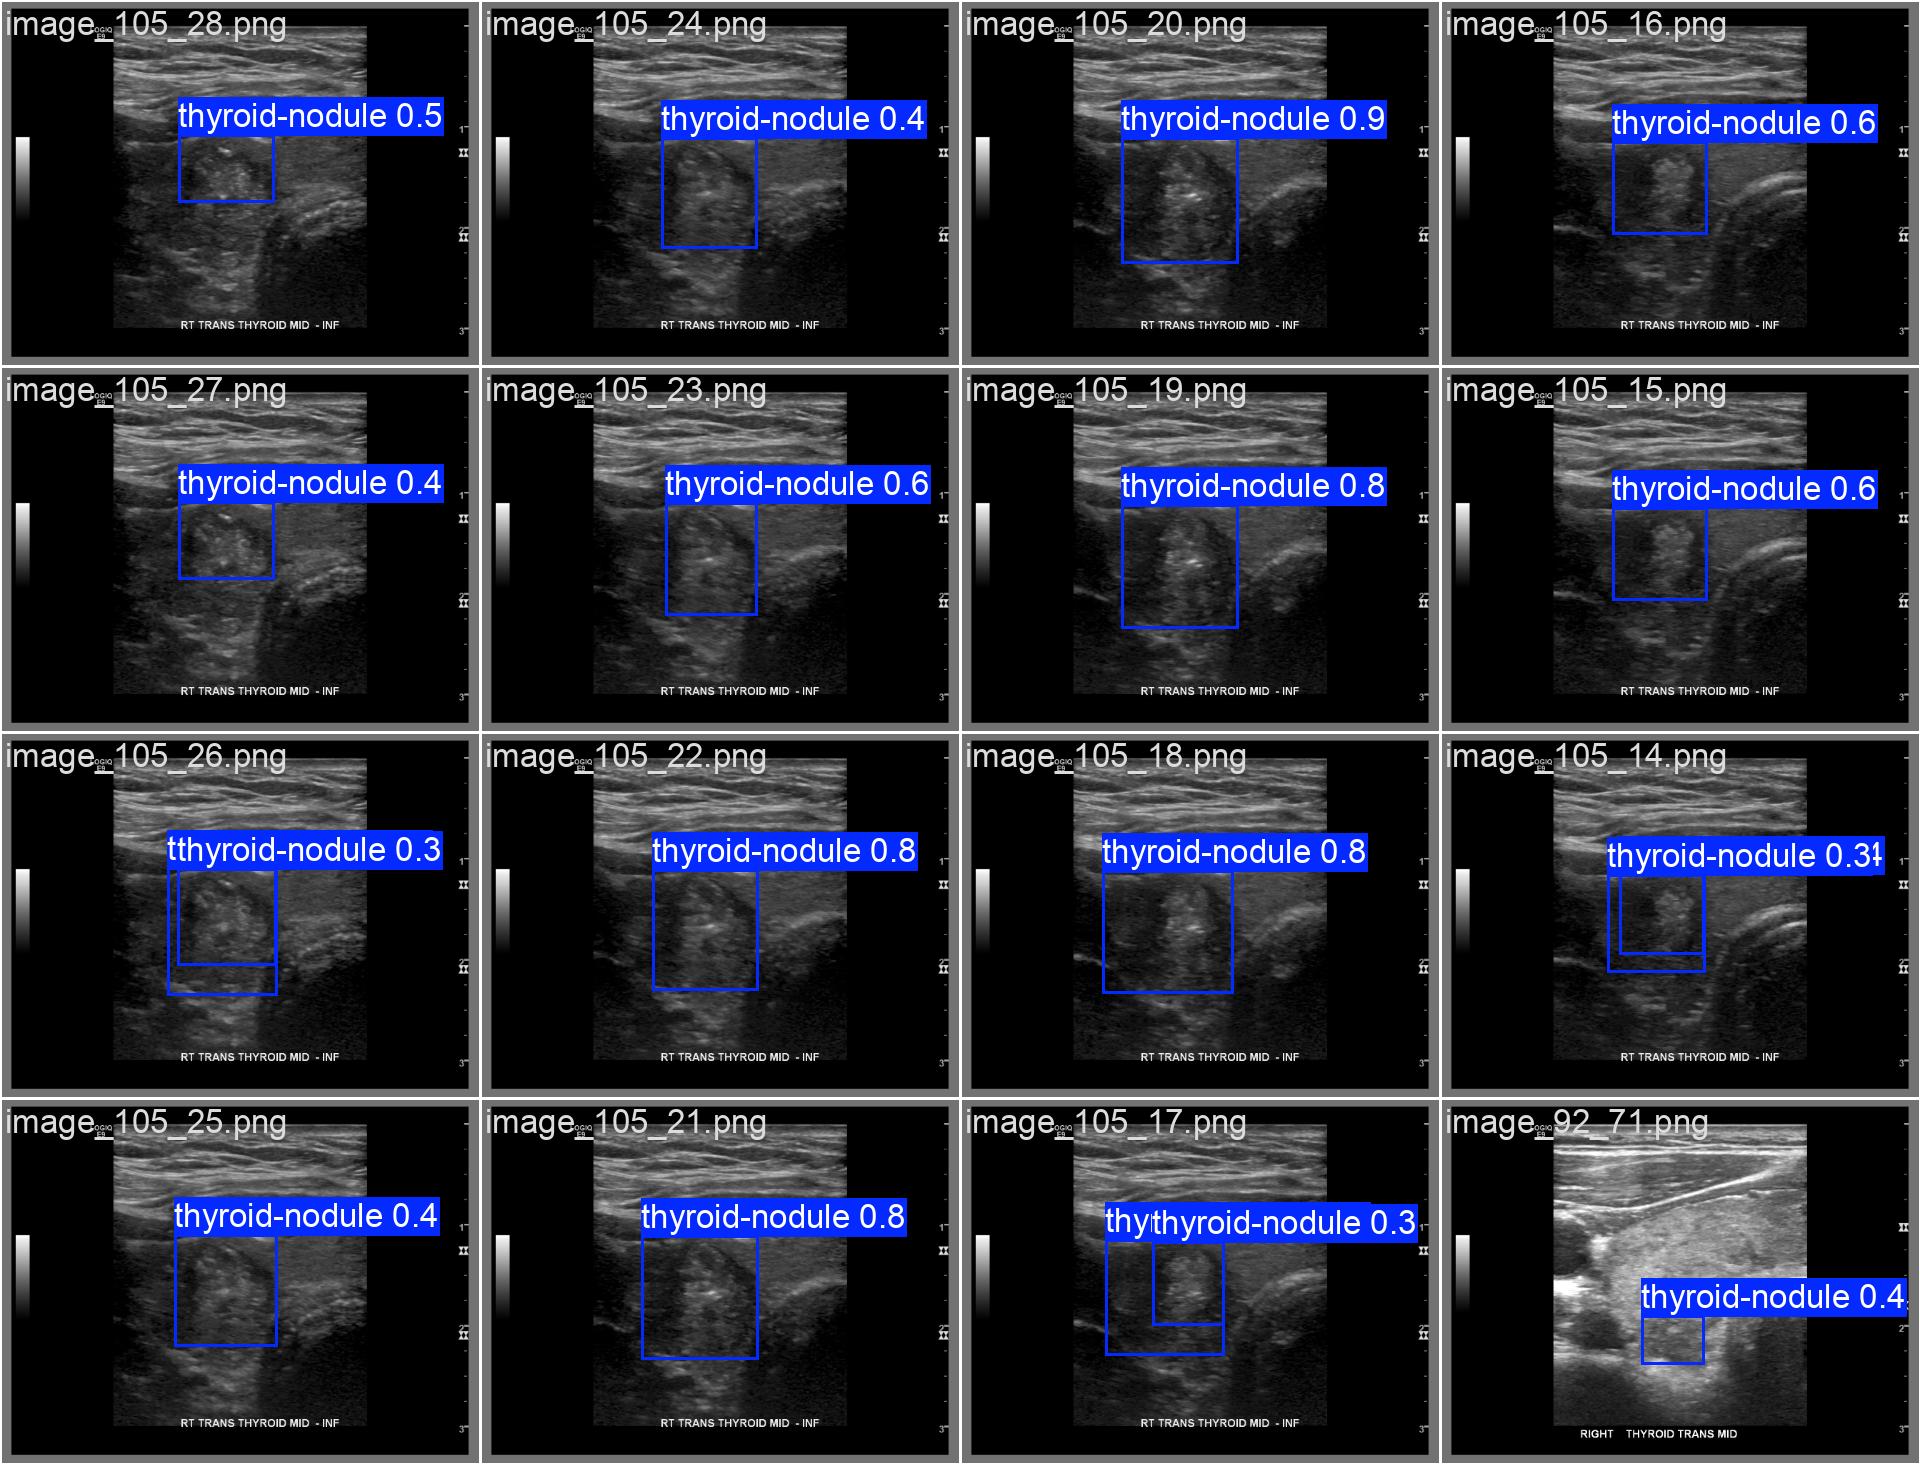 image_105_28.png
image_105_24.png
image_105_20.png
image_105_16.png
thyroid-nodule 0.5
thyroid-nodule 0.4
thyroid-nodule 0.9
thyroid-nodule 0.6
RT TRANS THYROID MID - INF
RT TRANS THYROID MID - INF
RT TRANS THYROID MID - INF
RT TRANS THYROID MID - INF
image_105_27.png
image_105_23.png
image_105_19.png
image_105_15.png
thyroid-nodule 0.4
thyroid-nodule 0.6
thyroid-nodule 0.8
thyroid-nodule 0.6
RT TRANS THYROID MID - INF
RT TRANS THYROID MID - INF
RT TRANS THYROID MID - INF
RT TRANS THYROID MID - INF
image_105_26.png
image_105_22.png
image_105_18.png
image_105_14.png
thyroid-nodule 0.3
thyroid-nodule 0.8
thyroid-nodule 0.8
thyroid-nodule 0.3
RT TRANS THYROID MID - INF
RT TRANS THYROID MID - INF
RT TRANS THYROID MID - INF
RT TRANS THYROID MID - INF
image_105_25.png
image_105_21.png
image_105_17.png
image_92_71.png
thyroid-nodule 0.4
thyroid-nodule 0.8
thyroid-nodule 0.3
thyroid-nodule 0.4
RT TRANS THYROID MID - INF
RT TRANS THYROID MID - INF
RT TRANS THYROID MID - INF
RIGHT THYROID TRANS MID